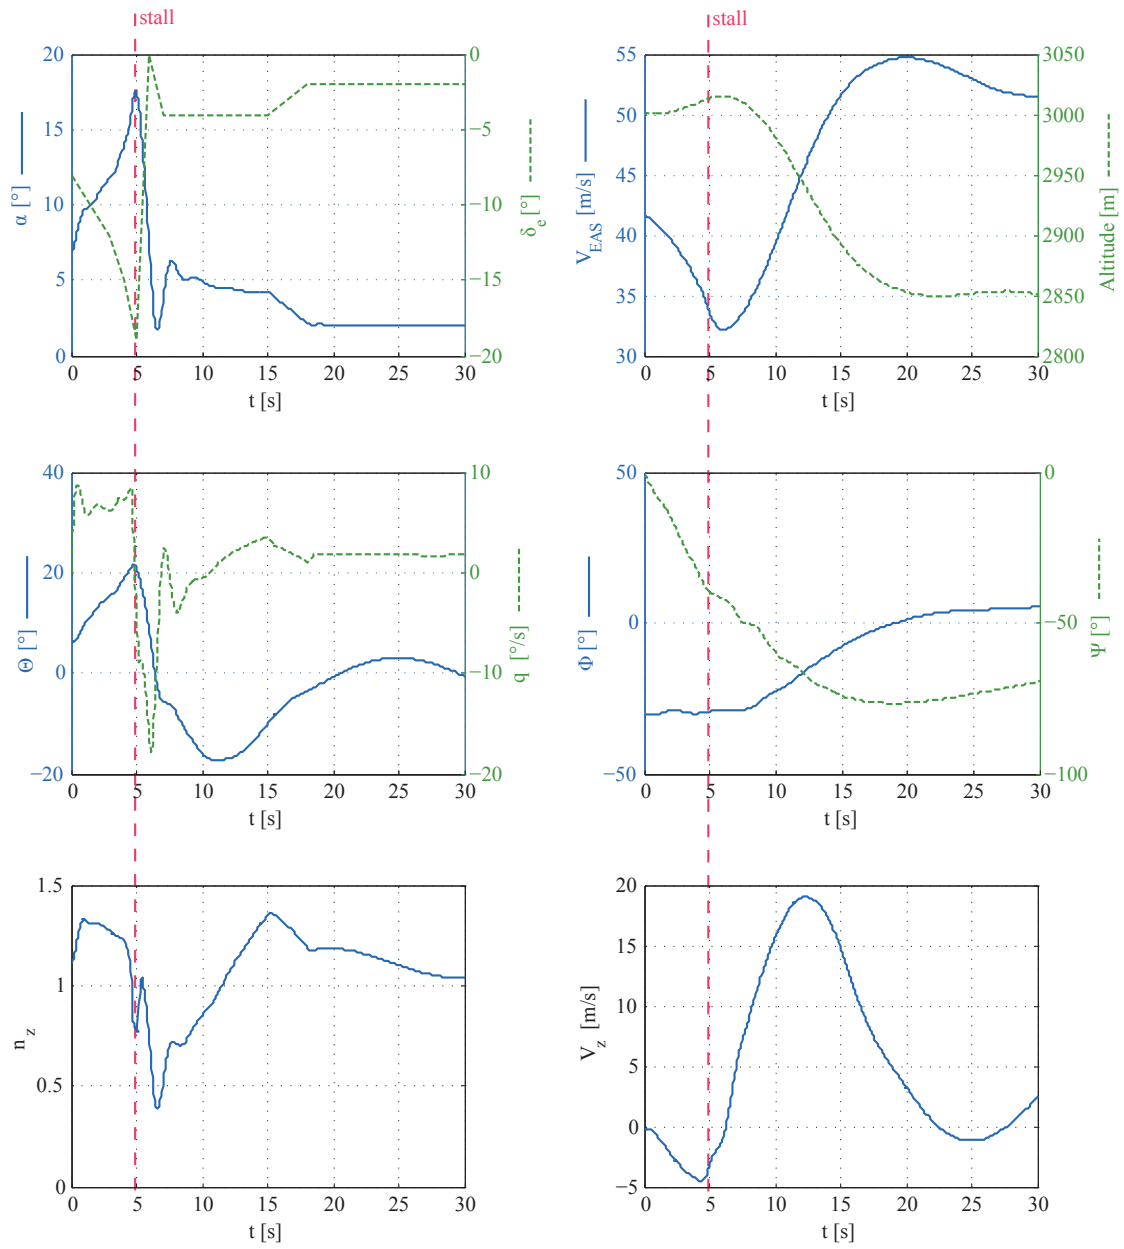 stall
stall
20
15
10
5
0
α [°]
0
−5
−10
−15
−20
δe [°]
0 5 10 15 20 25 30
t [s]
55
50
45
40
35
30
VEAS [m/s]
3050
3000
2950
2900
2850
2800
Altitude [m]
0 5 10 15 20 25 30
t [s]
40
20
0
−20
Θ [°]
10
0
−10
−20
q [°/s]
0 5 10 15 20 25 30
t [s]
50
0
−50
Φ [°]
0
−50
−100
Ψ [°]
0 5 10 15 20 25 30
t [s]
1.5
1
0.5
0
nz
0 5 10 15 20 25 30
t [s]
20
15
10
5
0
−5
Vz [m/s]
0 5 10 15 20 25 30
t [s]